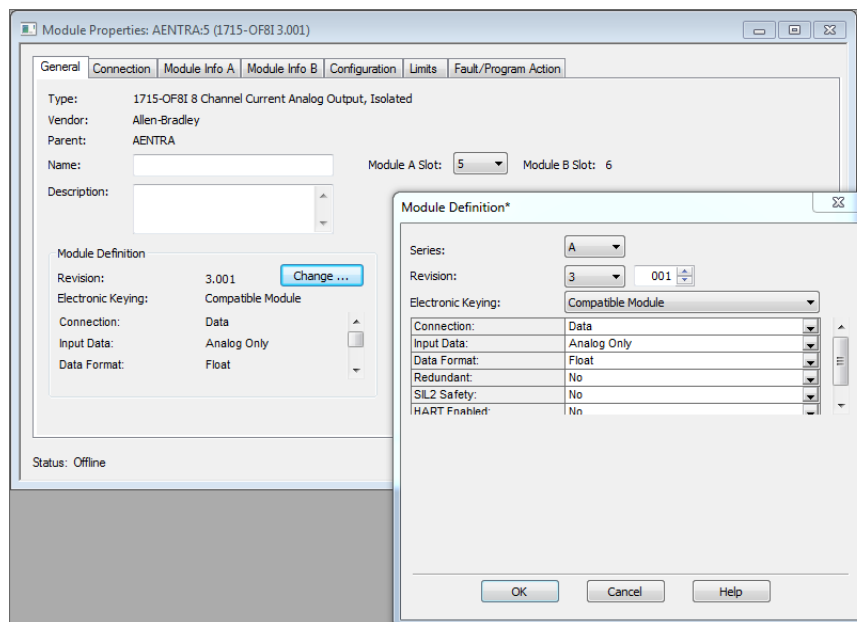 Module Properties: AENTRA:5 (1715-OF8I 3.001)
General Connection Module Info A Module Info B Configuration Limits Fault/Program Action
Type: 1715-OF8I 8 Channel Current Analog Output, Isolated
Vendor: Allen-Bradley
Parent: AENTRA
Name: Module A Slot: 5 Module B Slot: 6
Description:
Module Definition
Revision: 3.001 Change ...
Electronic Keying: Compatible Module
Connection: Data
Input Data: Analog Only
Data Format: Float
Status: Offline
Module Definition*
Series: A
Revision: 3 001
Electronic Keying: Compatible Module
Connection: Data
Input Data: Analog Only
Data Format: Float
Redundant: No
SIL2 Safety: No
HART Enabled: No
OK Cancel Help